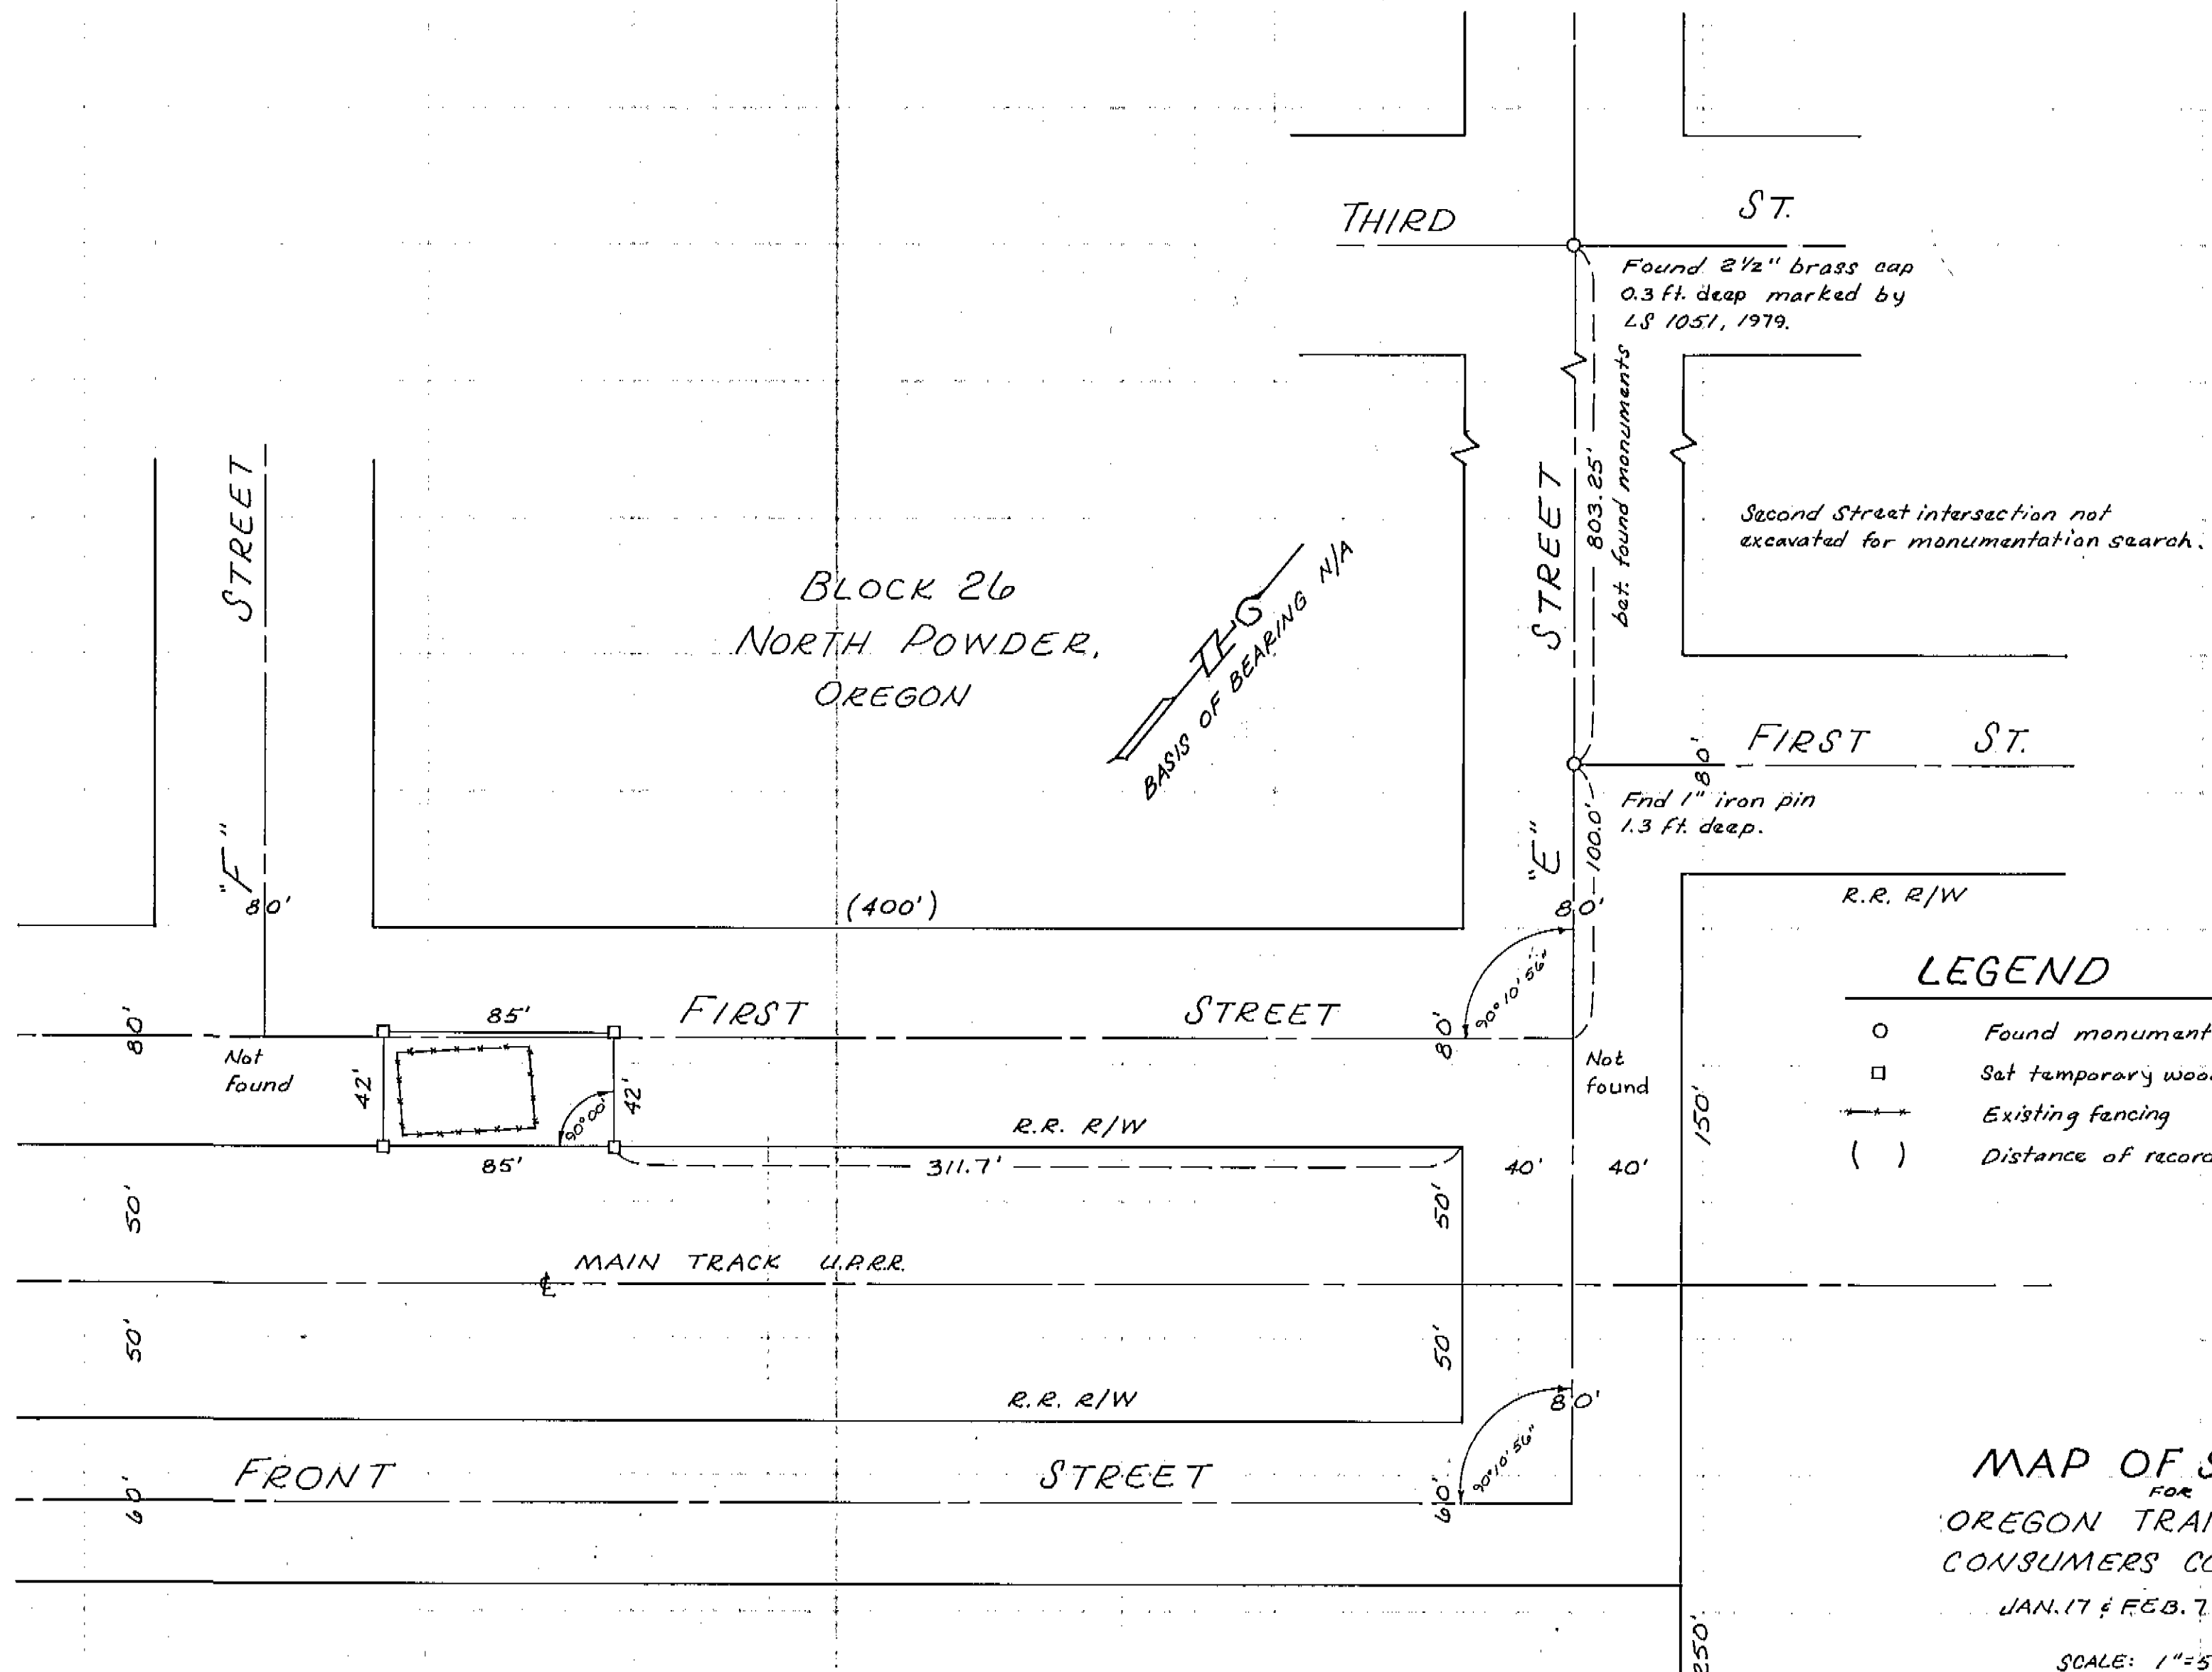 THIRD ST.
Found 2½" brass cap
0.3 ft. deep marked by
LS 1051, 1979.
803.25'
bet. found monuments
"F" STREET
80'
BLOCK 26
NORTH POWDER,
OREGON
BASIS OF BEARING N/A
"E" STREET
Second Street intersection not
excavated for monumentation search.
FIRST ST.
80'
Fnd 1" iron pin
1.3 ft. deep.
100.0'
80'
R.R. R/W
(400')
90°10'56"
LEGEND
Found monument
Set temporary woo
Existing fencing
( ) Distance of recor
80'
85'
FIRST STREET
80'
Not
found
42'
42'
90°00'
85'
Not
found
R.R. R/W
311.7'
40' 40'
150'
50'
50'
MAIN TRACK U.P.R.R.
℄
50'
50'
R.R. R/W
80'
90°10'56"
FRONT STREET
60'
60'
MAP OF S
FOR
OREGON TRAI
CONSUMERS CO
JAN. 17 & FEB. 7
250'
SCALE: 1"=5